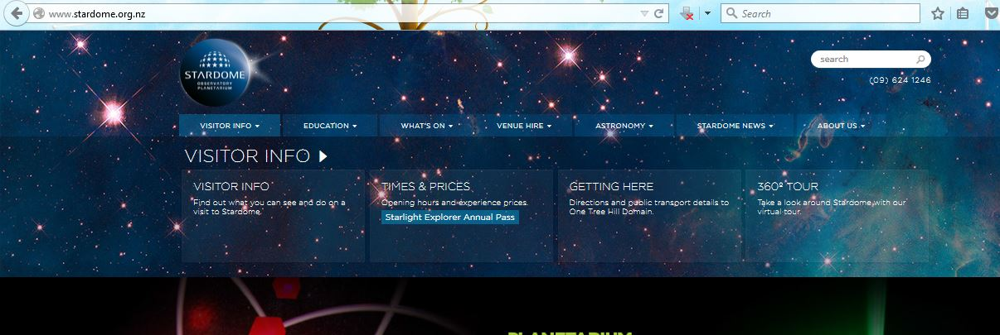 www.stardome.org.nz
Search
STARDOME
OBSERVATORY
PLANETARIUM
search
(09) 624 1246
VISITOR INFO
EDUCATION
WHAT'S ON
VENUE HIRE
ASTRONOMY
STARDOME NEWS
ABOUT US
VISITOR INFO
VISITOR INFO
Find out what you can see and do on a
visit to Stardome.
TIMES & PRICES
Opening hours and experience prices.
Starlight Explorer Annual Pass
GETTING HERE
Directions and public transport details to
One Tree Hill Domain.
360º TOUR
Take a look around Stardome with our
virtual tour.
PLANETARIUM